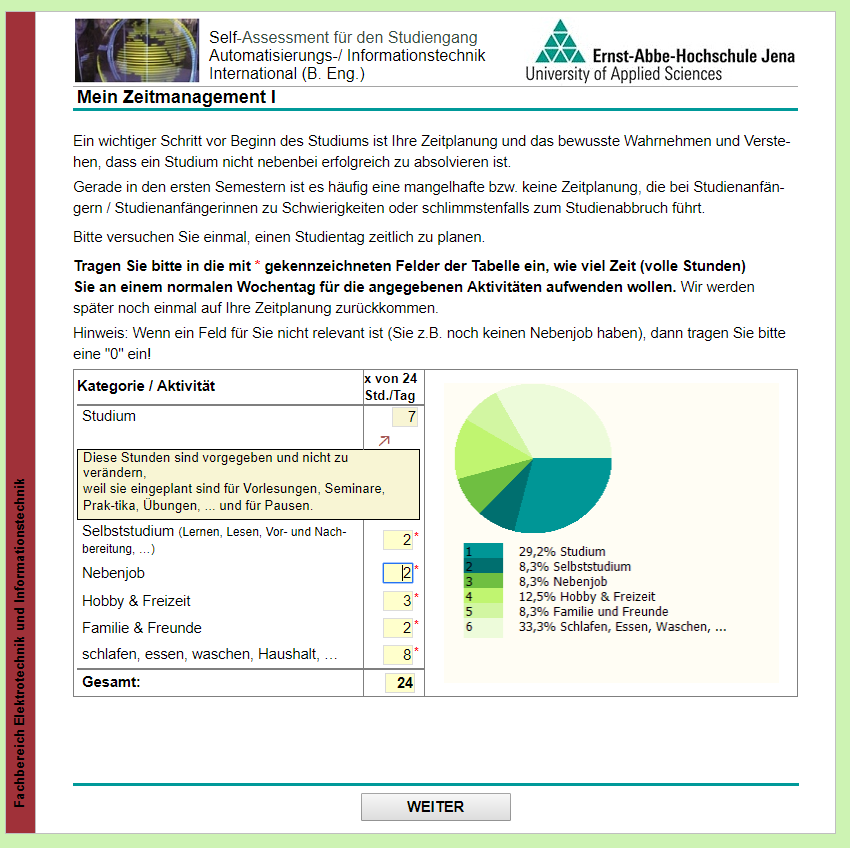 Self-Assessment für den Studiengang
Automatisierungs-/ Informationstechnik
International (B. Eng.)
Ernst-Abbe-Hochschule Jena
University of Applied Sciences
Mein Zeitmanagement I
Ein wichtiger Schritt vor Beginn des Studiums ist Ihre Zeitplanung und das bewusste Wahrnehmen und Verste-
hen, dass ein Studium nicht nebenbei erfolgreich zu absolvieren ist.
Gerade in den ersten Semestern ist es häufig eine mangelhafte bzw. keine Zeitplanung, die bei Studienanfän-
gern / Studienanfängerinnen zu Schwierigkeiten oder schlimmstenfalls zum Studienabbruch führt.
Bitte versuchen Sie einmal, einen Studientag zeitlich zu planen.
Tragen Sie bitte in die mit * gekennzeichneten Felder der Tabelle ein, wie viel Zeit (volle Stunden)
Sie an einem normalen Wochentag für die angegebenen Aktivitäten aufwenden wollen. Wir werden
später noch einmal auf Ihre Zeitplanung zurückkommen.
Hinweis: Wenn ein Feld für Sie nicht relevant ist (Sie z.B. noch keinen Nebenjob haben), dann tragen Sie bitte
eine "0" ein!
Kategorie / Aktivität
x von 24
Std./Tag
Studium 7
Diese Stunden sind vorgegeben und nicht zu
verändern,
weil sie eingeplant sind für Vorlesungen, Seminare,
Prak-tika, Übungen, ... und für Pausen.
Selbststudium (Lernen, Lesen, Vor- und Nach-
bereitung, ...) 2 *
Nebenjob 2 *
Hobby & Freizeit 3 *
Familie & Freunde 2 *
schlafen, essen, waschen, Haushalt, ... 8 *
Gesamt: 24
1 29,2% Studium
2 8,3% Selbststudium
3 8,3% Nebenjob
4 12,5% Hobby & Freizeit
5 8,3% Familie und Freunde
6 33,3% Schlafen, Essen, Waschen, ...
WEITER
Fachbereich Elektrotechnik und Informationstechnik